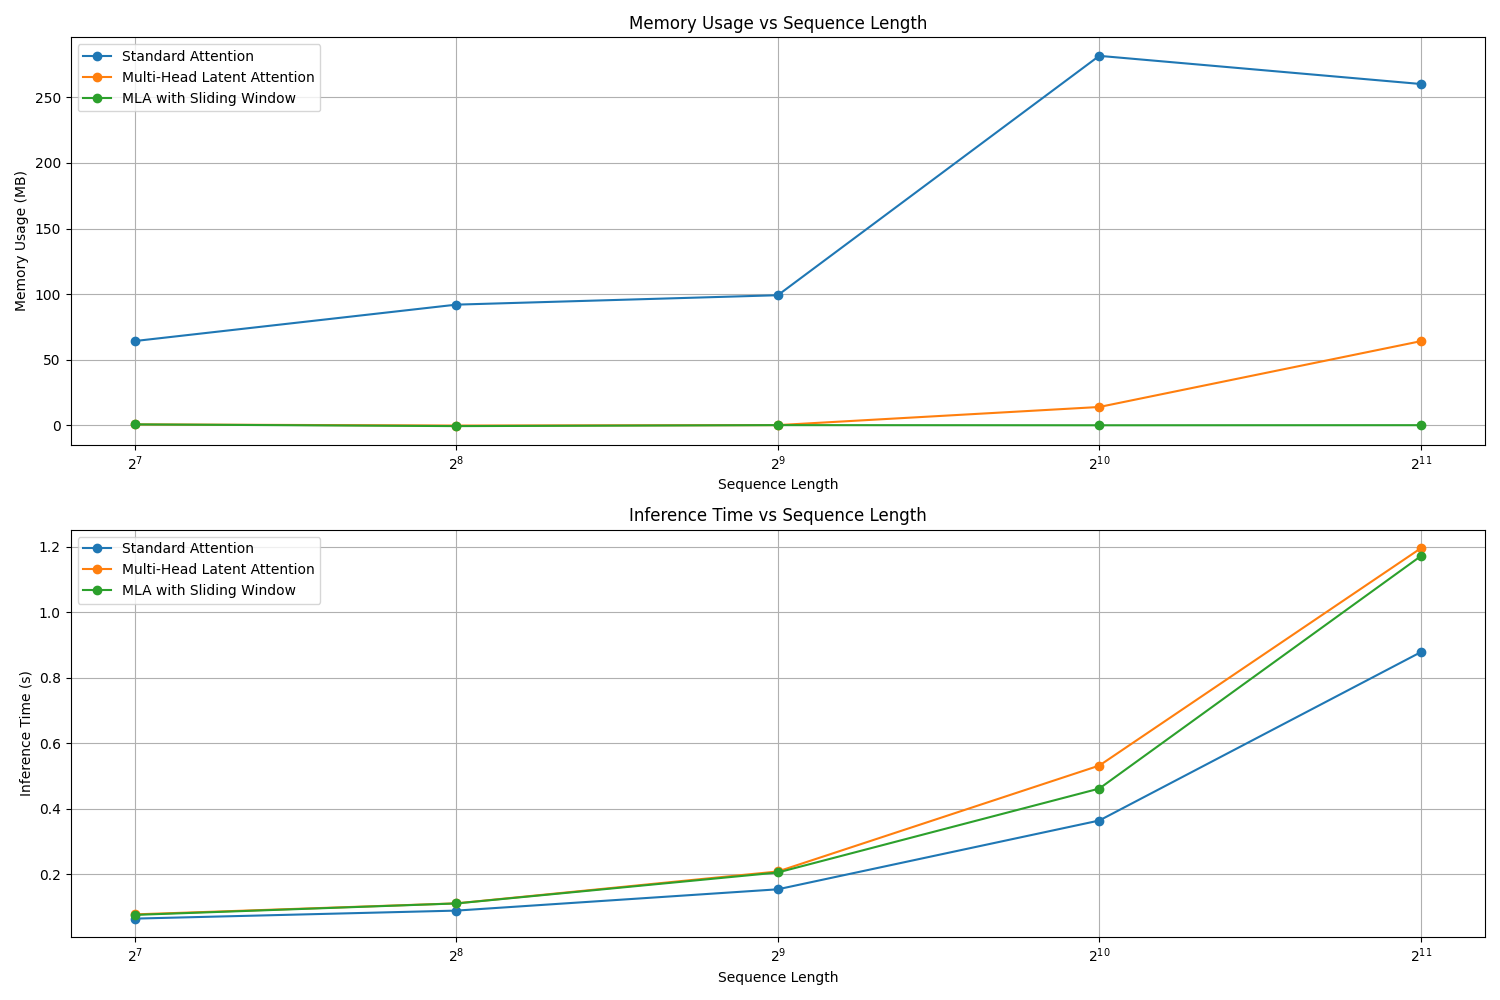 Memory Usage vs Sequence Length
Standard Attention
Multi-Head Latent Attention
MLA with Sliding Window
Memory Usage (MB)
250
200
150
100
50
0
2^7 2^8 2^9 2^10 2^11
Sequence Length
Inference Time vs Sequence Length
Standard Attention
Multi-Head Latent Attention
MLA with Sliding Window
Inference Time (s)
1.2
1.0
0.8
0.6
0.4
0.2
2^7 2^8 2^9 2^10 2^11
Sequence Length